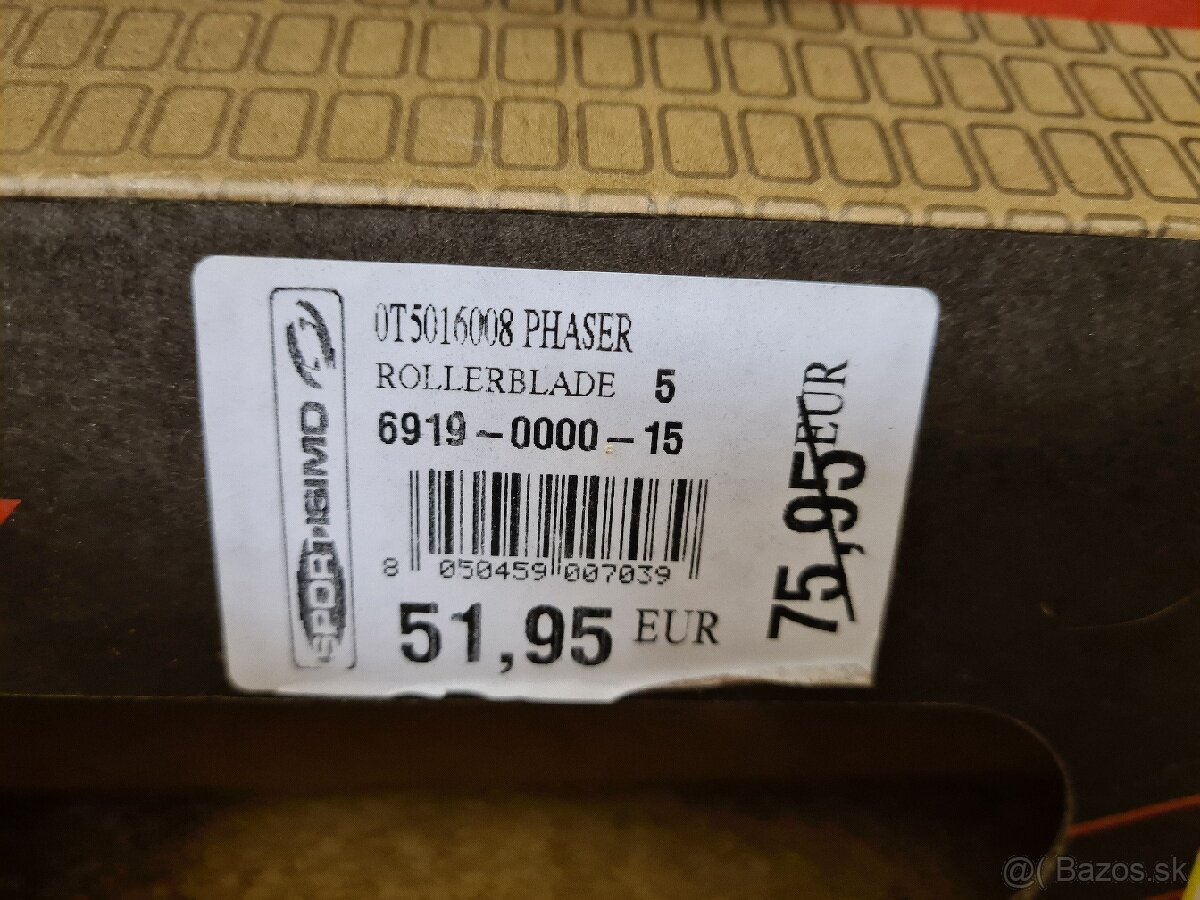 SPORTISIMO
0T5016008 PHASER
ROLLERBLADE 5
6919-0000-15
8 050459 007039
51,95 EUR
75,95 EUR
@( Bazos.sk